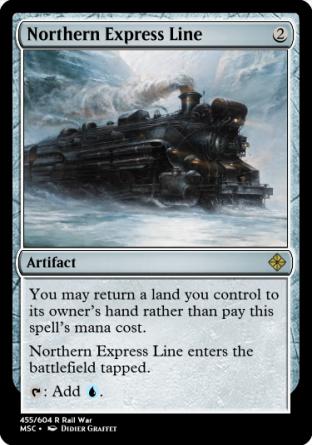 Northern Express Line 2
Artifact
You may return a land you control to
its owner's hand rather than pay this
spell's mana cost.
Northern Express Line enters the
battlefield tapped.
: Add .
455/604 R Rail War
MSC • Didier Graffet